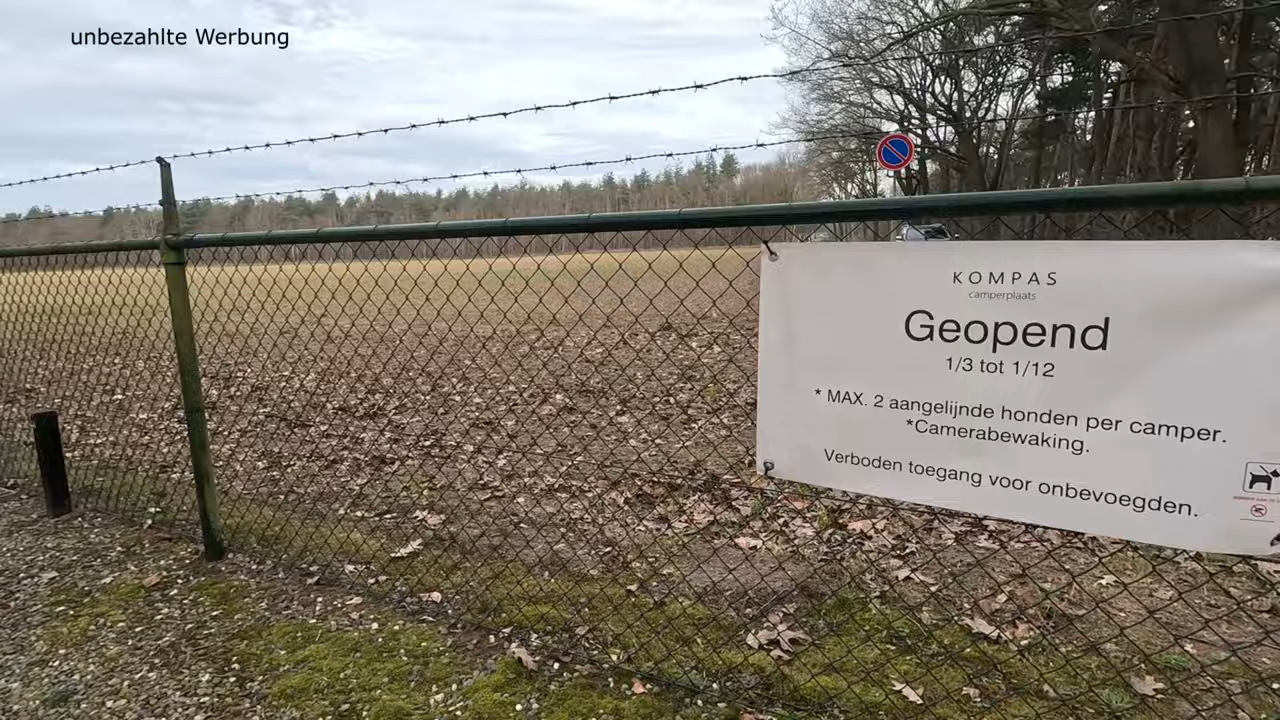 unbezahlte Werbung
KOMPAS
camperplaats
Geopend
1/3 tot 1/12
* MAX. 2 aangelijnde honden per camper.
*Camerabewaking.
Verboden toegang voor onbevoegden.